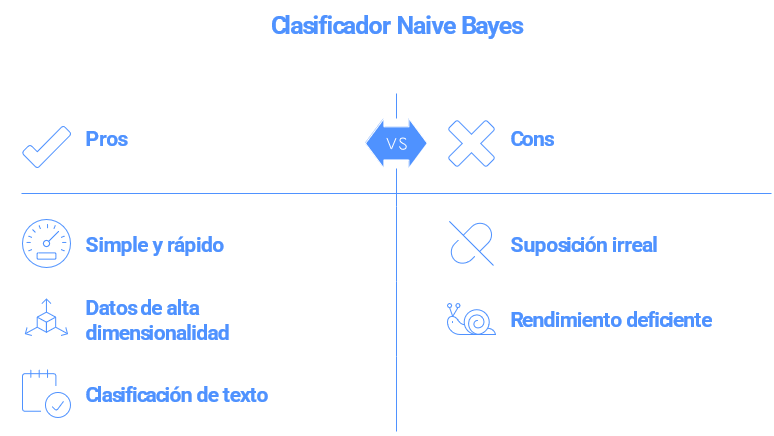 Clasificador Naive Bayes
Pros
VS
Cons
Simple y rápido
Datos de alta
dimensionalidad
Clasificación de texto
Suposición irreal
Rendimiento deficiente